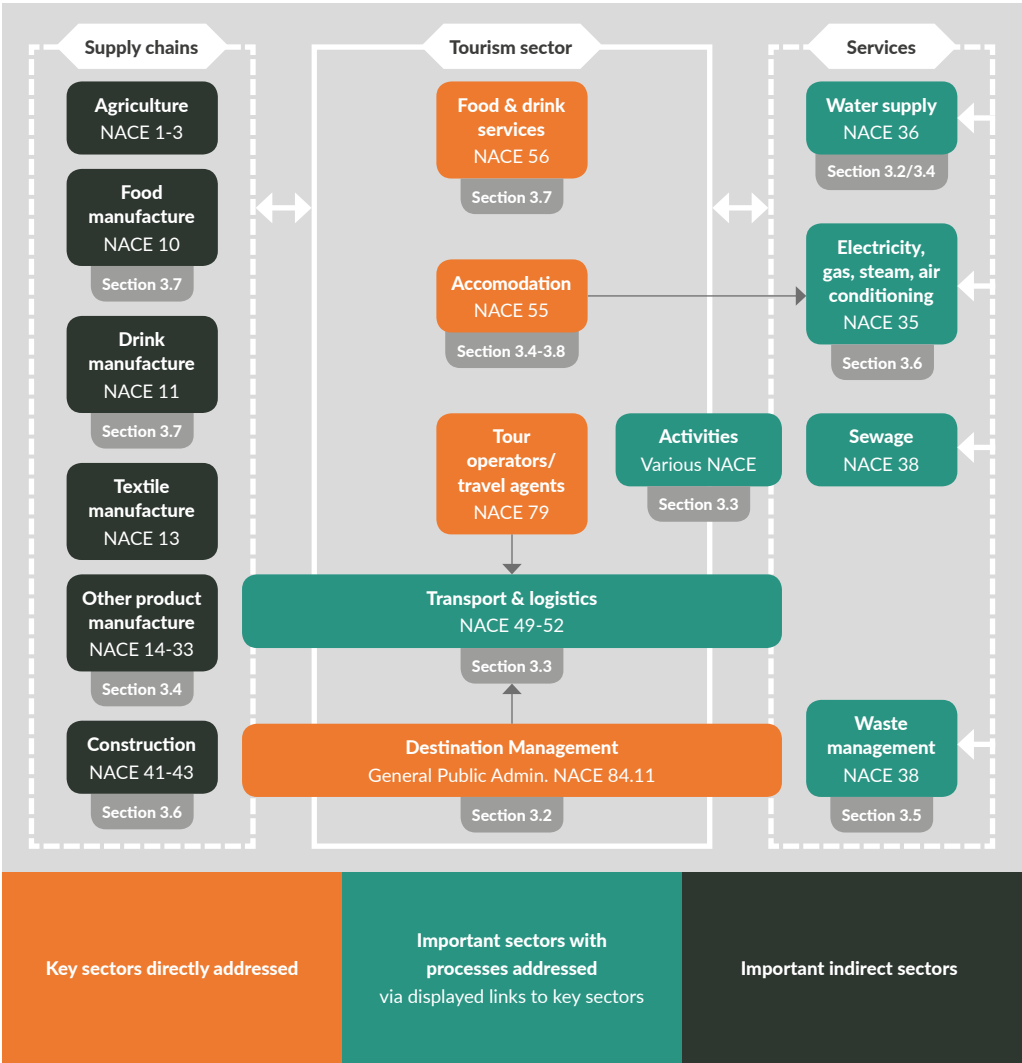 Supply chains
Agriculture
NACE 1-3
Food
manufacture
NACE 10
Section 3.7
Drink
manufacture
NACE 11
Section 3.7
Textile
manufacture
NACE 13
Other product
manufacture
NACE 14-33
Section 3.4
Construction
NACE 41-43
Section 3.6
Tourism sector
Food & drink
services
NACE 56
Section 3.7
Accomodation
NACE 55
Section 3.4-3.8
Tour
operators/
travel agents
NACE 79
Activities
Various NACE
Section 3.3
Transport & logistics
NACE 49-52
Section 3.3
Destination Management
General Public Admin. NACE 84.11
Section 3.2
Services
Water supply
NACE 36
Section 3.2/3.4
Electricity,
gas, steam, air
conditioning
NACE 35
Section 3.6
Sewage
NACE 38
Waste
management
NACE 38
Section 3.5
Key sectors directly addressed
Important sectors with
processes addressed
via displayed links to key sectors
Important indirect sectors